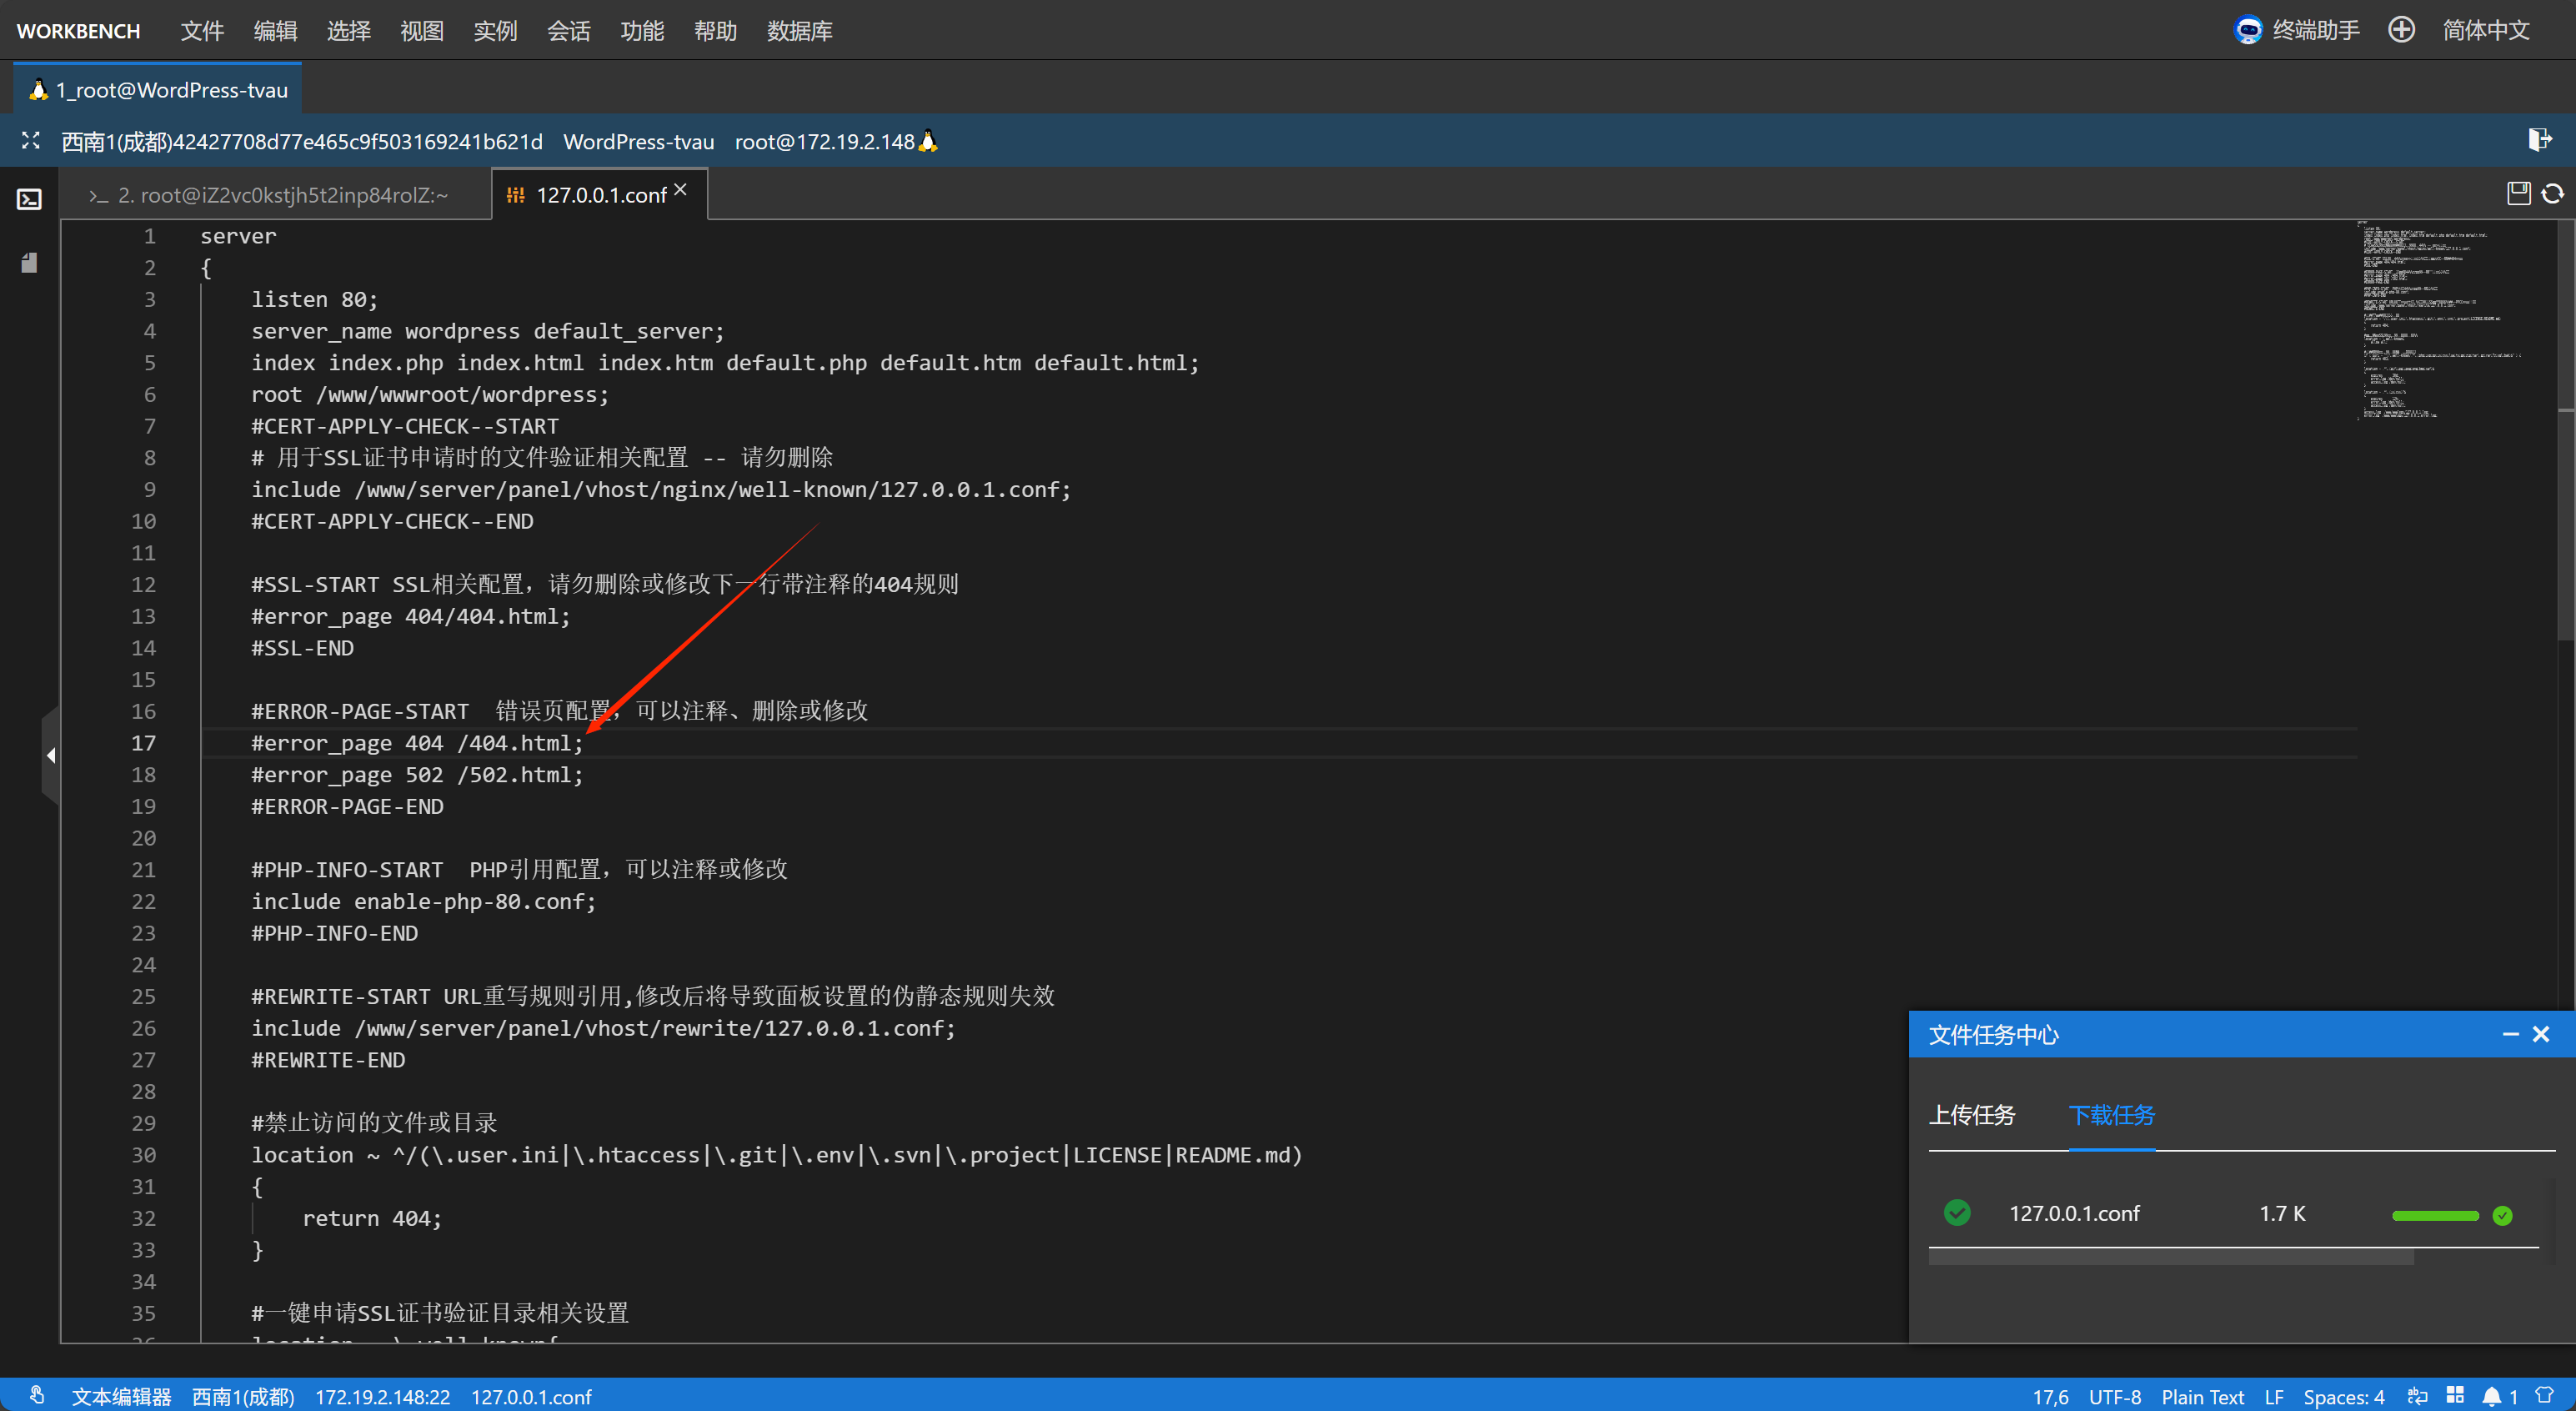 WORKBENCH 文件 编辑 选择 视图 实例 会话 功能 帮助 数据库 终端助手 简体中文
1_root@WordPress-tvau
西南1(成都)42427708d77e465c9f503169241b621d WordPress-tvau root@172.19.2.148
>_ 2. root@iZ2vc0kstjh5t2inp84rolZ:~ 127.0.0.1.conf
1 server
2 {
3 listen 80;
4 server_name wordpress default_server;
5 index index.php index.html index.htm default.php default.htm default.html;
6 root /www/wwwroot/wordpress;
7 #CERT-APPLY-CHECK--START
8 # 用于SSL证书申请时的文件验证相关配置 -- 请勿删除
9 include /www/server/panel/vhost/nginx/well-known/127.0.0.1.conf;
10 #CERT-APPLY-CHECK--END
11
12 #SSL-START SSL相关配置，请勿删除或修改下一行带注释的404规则
13 #error_page 404/404.html;
14 #SSL-END
15
16 #ERROR-PAGE-START 错误页配置，可以注释、删除或修改
17 #error_page 404 /404.html;
18 #error_page 502 /502.html;
19 #ERROR-PAGE-END
20
21 #PHP-INFO-START PHP引用配置，可以注释或修改
22 include enable-php-80.conf;
23 #PHP-INFO-END
24
25 #REWRITE-START URL重写规则引用,修改后将导致面板设置的伪静态规则失效
26 include /www/server/panel/vhost/rewrite/127.0.0.1.conf;
27 #REWRITE-END
28
29 #禁止访问的文件或目录
30 location ~ ^/(\.user.ini|\.htaccess|\.git|\.env|\.svn|\.project|LICENSE|README.md)
31 {
32 return 404;
33 }
34
35 #一键申请SSL证书验证目录相关设置
文件任务中心
上传任务 下载任务
127.0.0.1.conf 1.7 K
文本编辑器 西南1(成都) 172.19.2.148:22 127.0.0.1.conf 17,6 UTF-8 Plain Text LF Spaces: 4 1